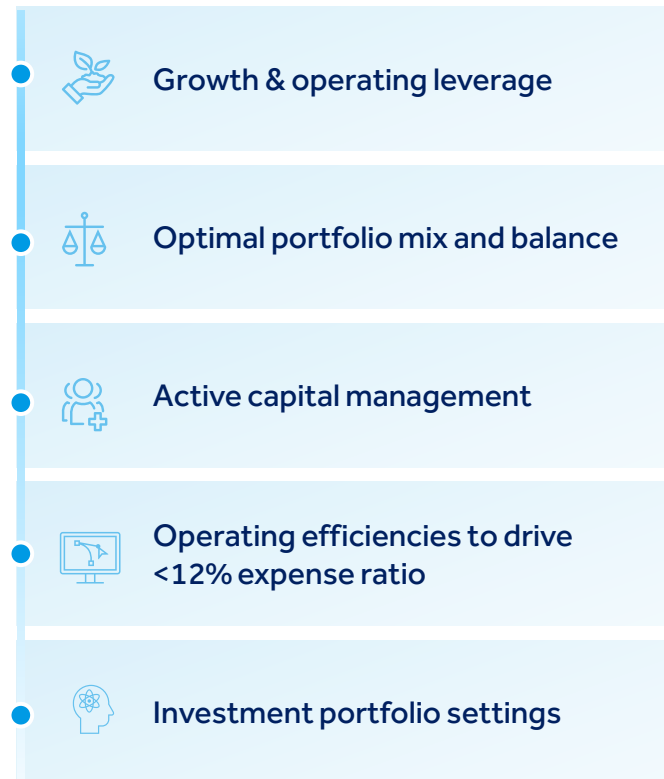 Growth & operating leverage
Optimal portfolio mix and balance
Active capital management
Operating efficiencies to drive
<12% expense ratio
Investment portfolio settings